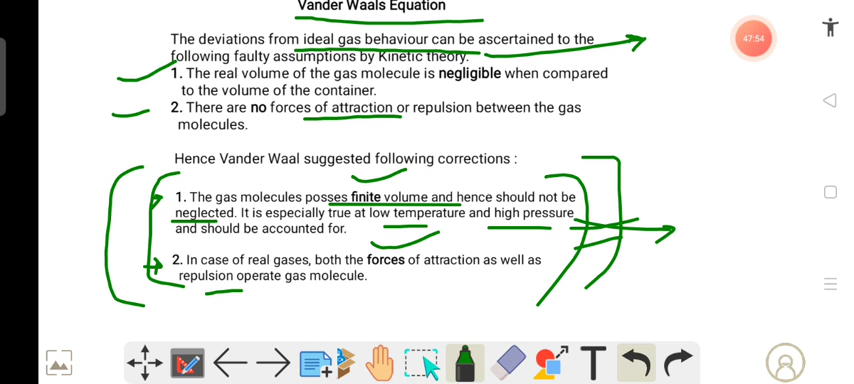 Vander Waals Equation
47:54
The deviations from ideal gas behaviour can be ascertained to the
following faulty assumptions by Kinetic theory.
1. The real volume of the gas molecule is negligible when compared
to the volume of the container.
2. There are no forces of attraction or repulsion between the gas
molecules.
Hence Vander Waal suggested following corrections :
1. The gas molecules posses finite volume and hence should not be
neglected. It is especially true at low temperature and high pressure
and should be accounted for.
2. In case of real gases, both the forces of attraction as well as
repulsion operate gas molecule.
T